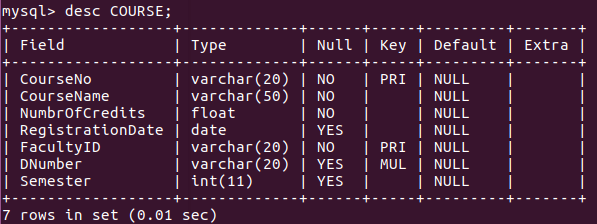 mysql> desc COURSE;
+------------------+-------------+------+-----+---------+-------+
| Field            | Type        | Null | Key | Default | Extra |
+------------------+-------------+------+-----+---------+-------+
| CourseNo         | varchar(20) | NO   | PRI | NULL    |       |
| CourseName       | varchar(50) | NO   |     | NULL    |       |
| NumbrOfCredits   | float       | NO   |     | NULL    |       |
| RegistrationDate | date        | YES  |     | NULL    |       |
| FacultyID        | varchar(20) | NO   | PRI | NULL    |       |
| DNumber          | varchar(20) | YES  | MUL | NULL    |       |
| Semester         | int(11)     | YES  |     | NULL    |       |
+------------------+-------------+------+-----+---------+-------+
7 rows in set (0.01 sec)